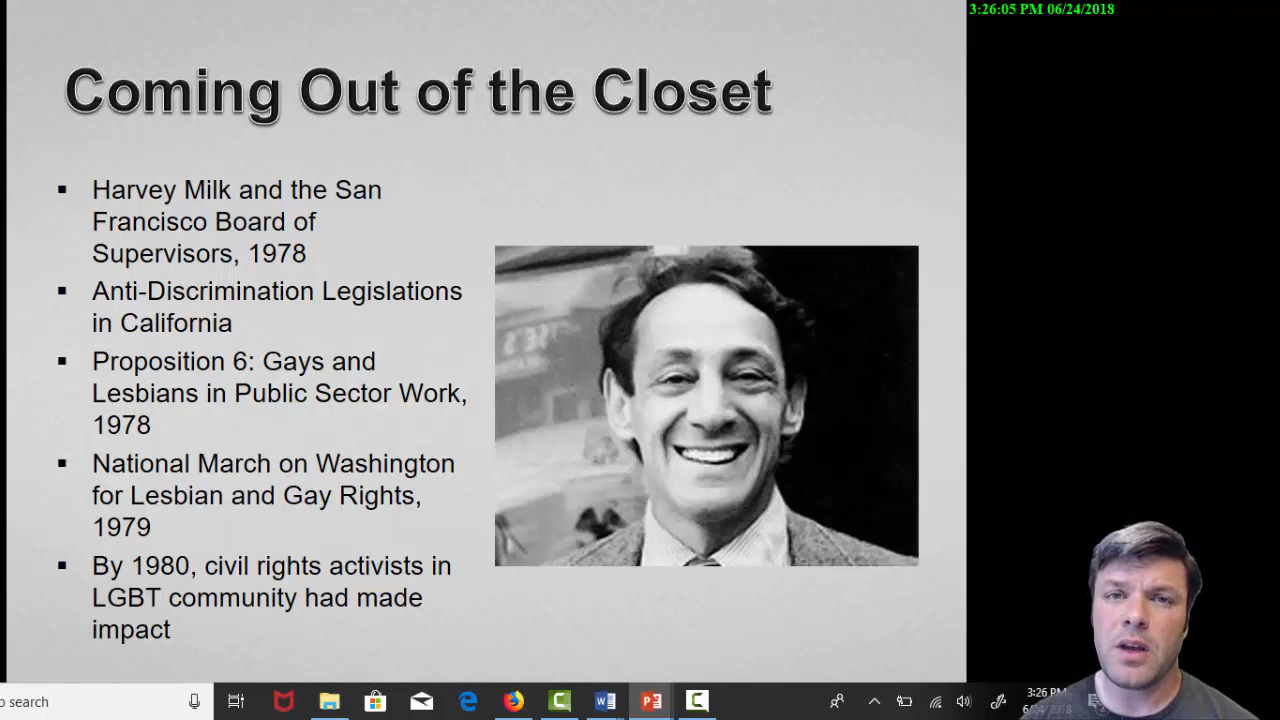 3:26:05 PM 06/24/2018
Coming Out of the Closet
Harvey Milk and the San
Francisco Board of
Supervisors, 1978
Anti-Discrimination Legislations
in California
Proposition 6: Gays and
Lesbians in Public Sector Work,
1978
National March on Washington
for Lesbian and Gay Rights,
1979
By 1980, civil rights activists in
LGBT community had made
impact
o search
3:26 PM